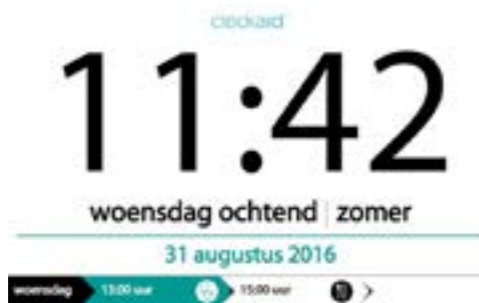 clockaid
11:42
woensdag ochtend | zomer
31 augustus 2016
woensdag 13:00 uur 15:00 uur